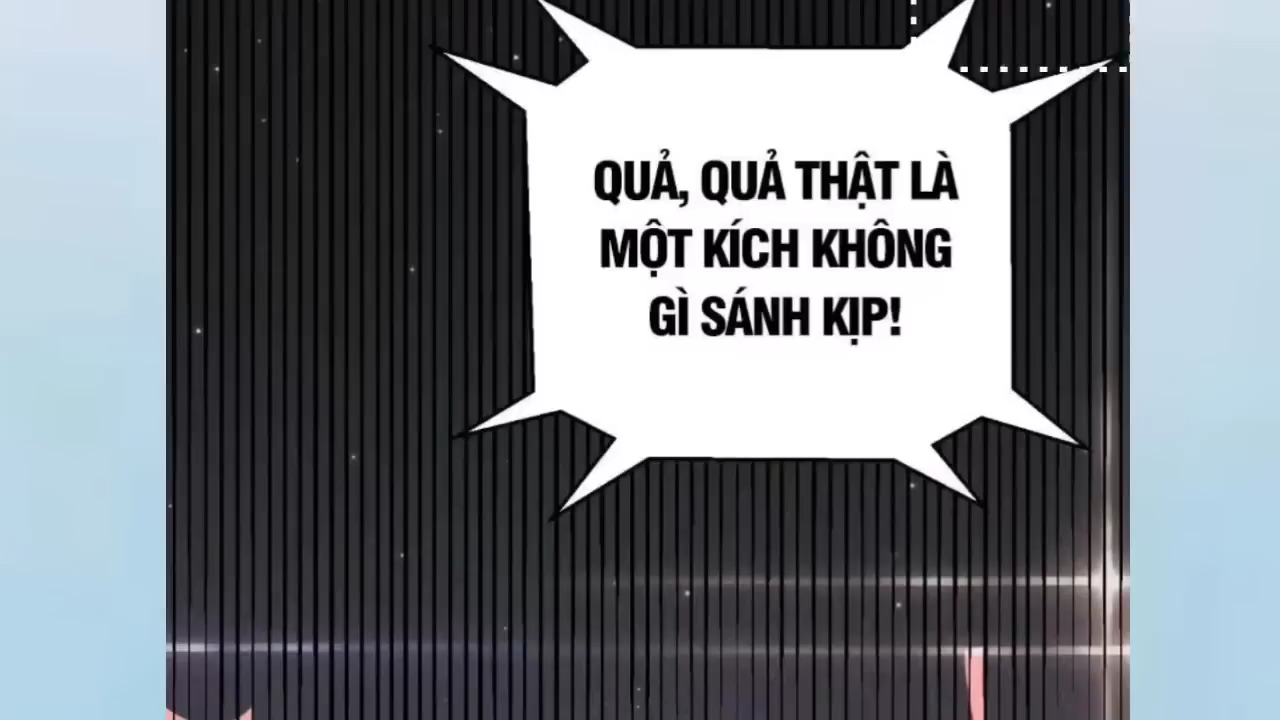 QUẢ, QUẢ THẬT LÀ
MỘT KÍCH KHÔNG
GÌ SÁNH KỊP!